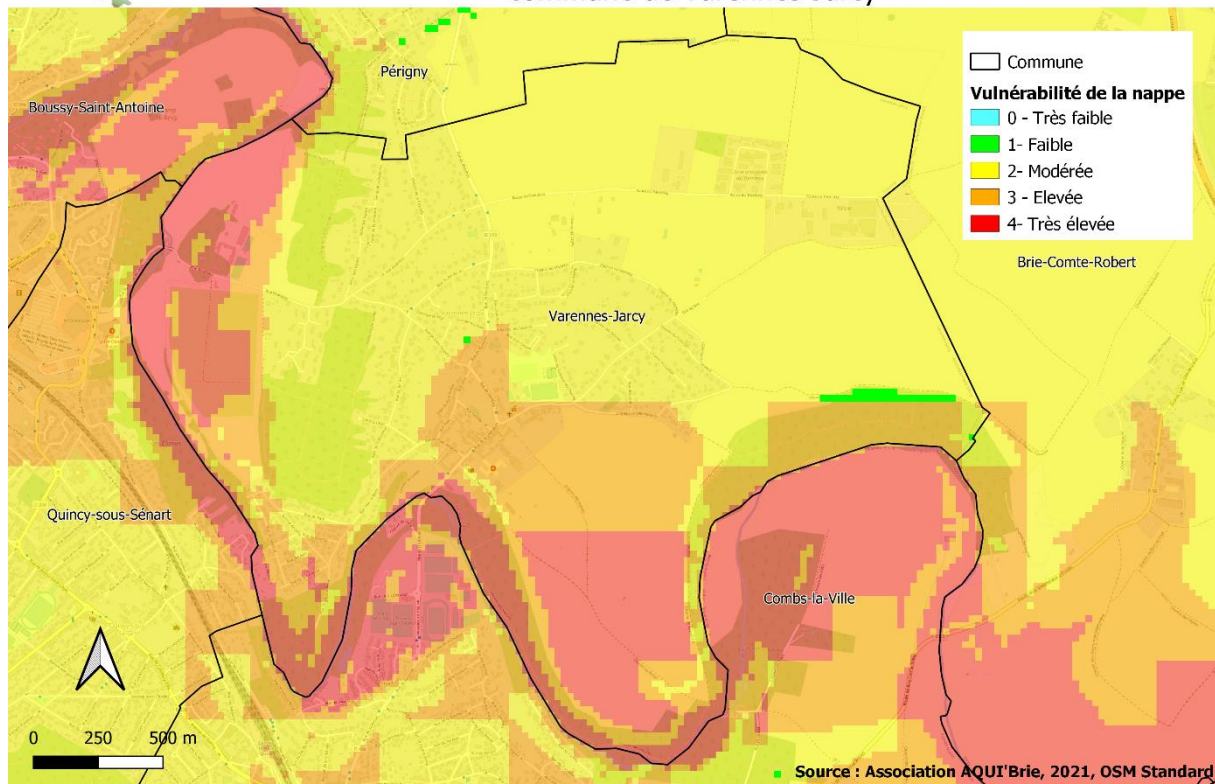 Périgny
Boussy-Saint-Antoine
Commune
Vulnérabilité de la nappe
0 - Très faible
1- Faible
2- Modérée
3 - Elevée
4- Très élevée
Brie-Comte-Robert
Varennes-Jarcy
Quincy-sous-Sénart
Combs-la-Ville
0 250 500 m
Source : Association AQUI'Brie, 2021, OSM Standard